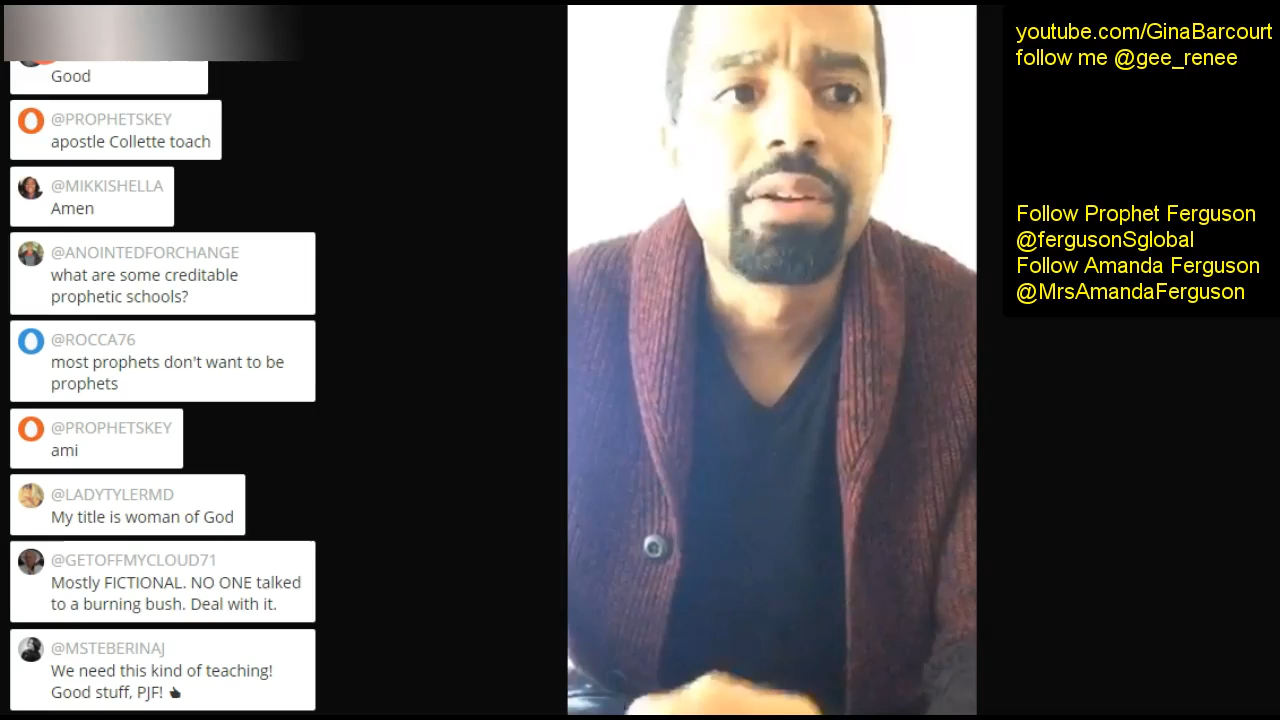 Good
@PROPHETSKEY
apostle Collette toach
@MIKKISHELLA
Amen
@ANOINTEDFORCHANGE
what are some creditable
prophetic schools?
@ROCCA76
most prophets don't want to be
prophets
@PROPHETSKEY
ami
@LADYTYLERMD
My title is woman of God
@GETOFFMYCLOUD71
Mostly FICTIONAL. NO ONE talked
to a burning bush. Deal with it.
@MSTEBERINAJ
We need this kind of teaching!
Good stuff, PJF!
youtube.com/GinaBarcourt
follow me @gee_renee
Follow Prophet Ferguson
@fergusonSglobal
Follow Amanda Ferguson
@MrsAmandaFerguson